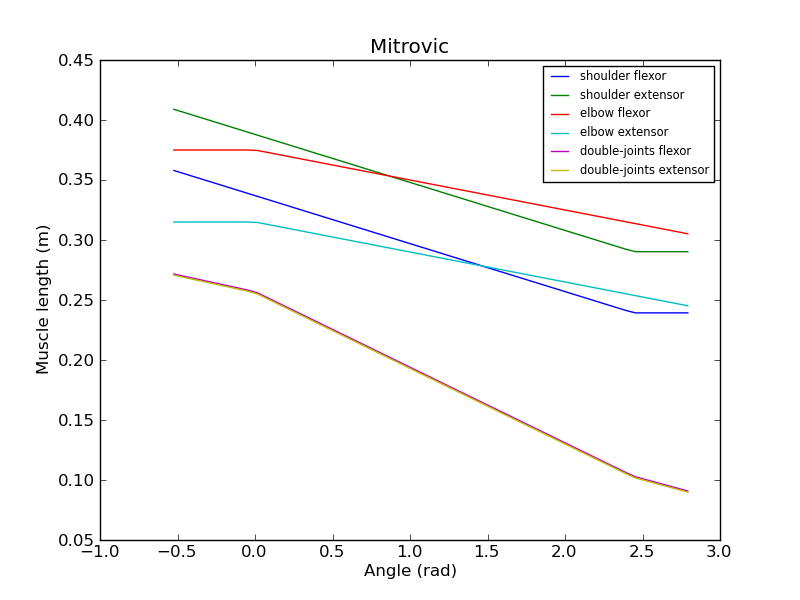 Mitrovic
shoulder flexor
shoulder extensor
elbow flexor
elbow extensor
double-joints flexor
double-joints extensor
Muscle length (m)
0.45
0.40
0.35
0.30
0.25
0.20
0.15
0.10
0.05
−1.0 −0.5 0.0 0.5 1.0 1.5 2.0 2.5 3.0
Angle (rad)